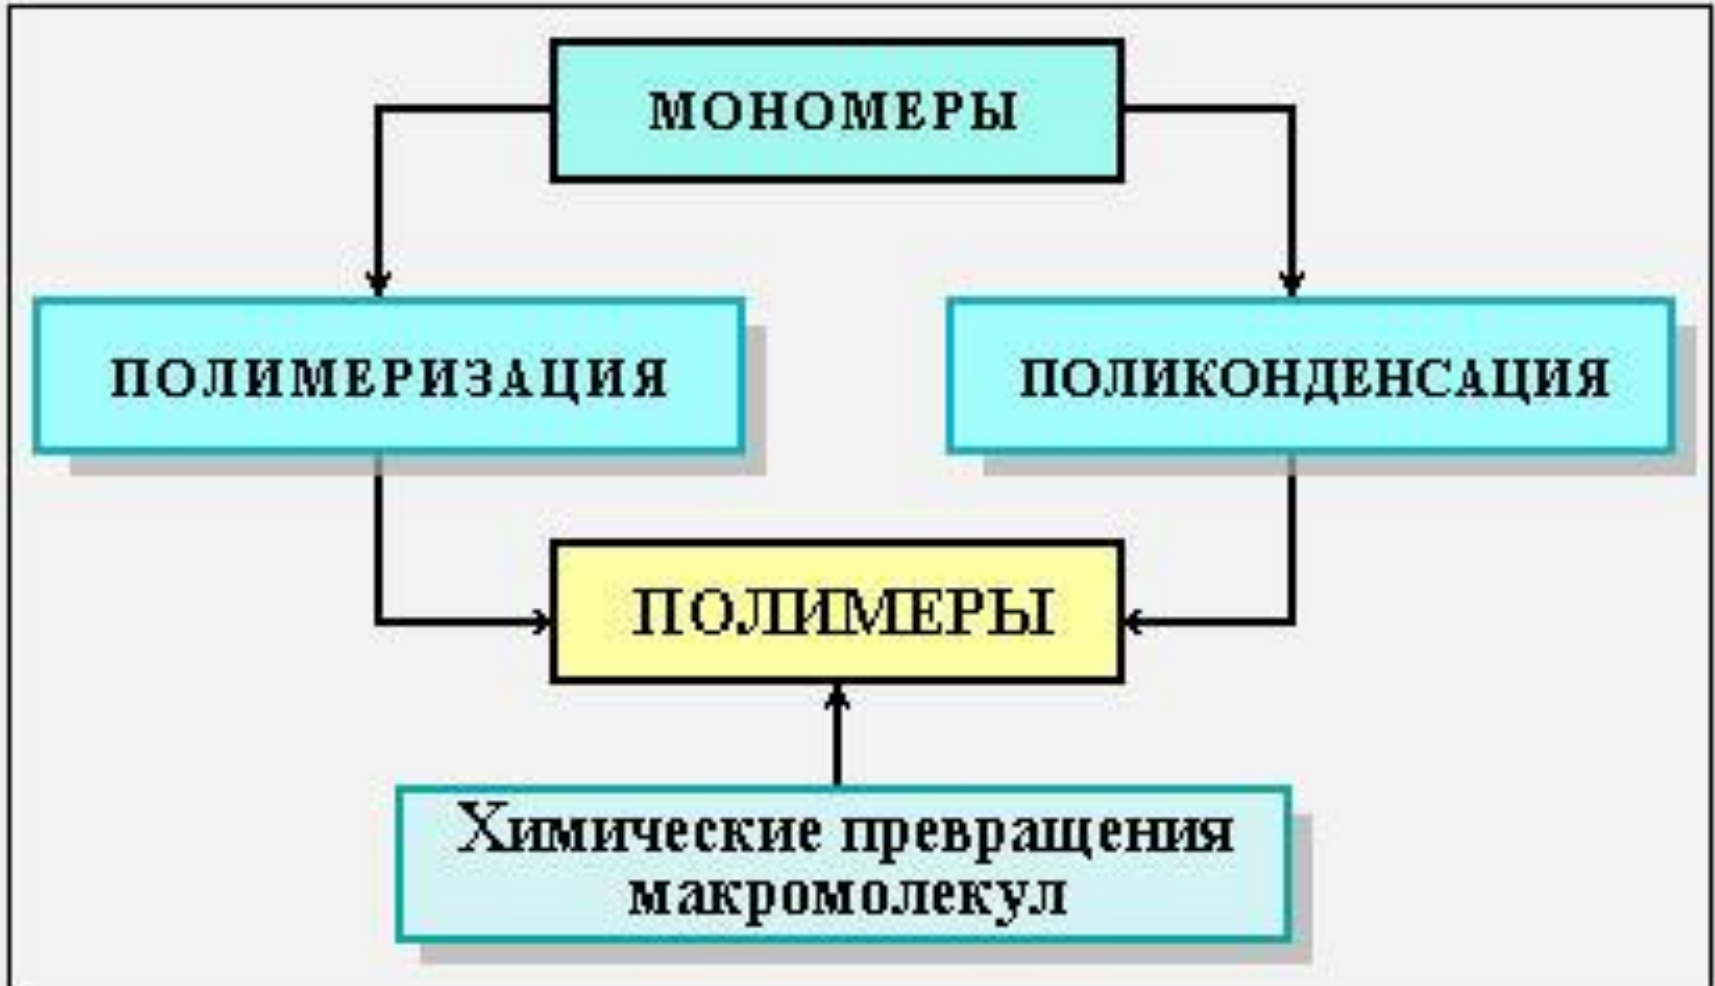 МОНОМЕРЫ
ПОЛИМЕРИЗАЦИЯ
ПОЛИКОНДЕНСАЦИЯ
ПОЛИМЕРЫ
Химические превращения
макромолекул